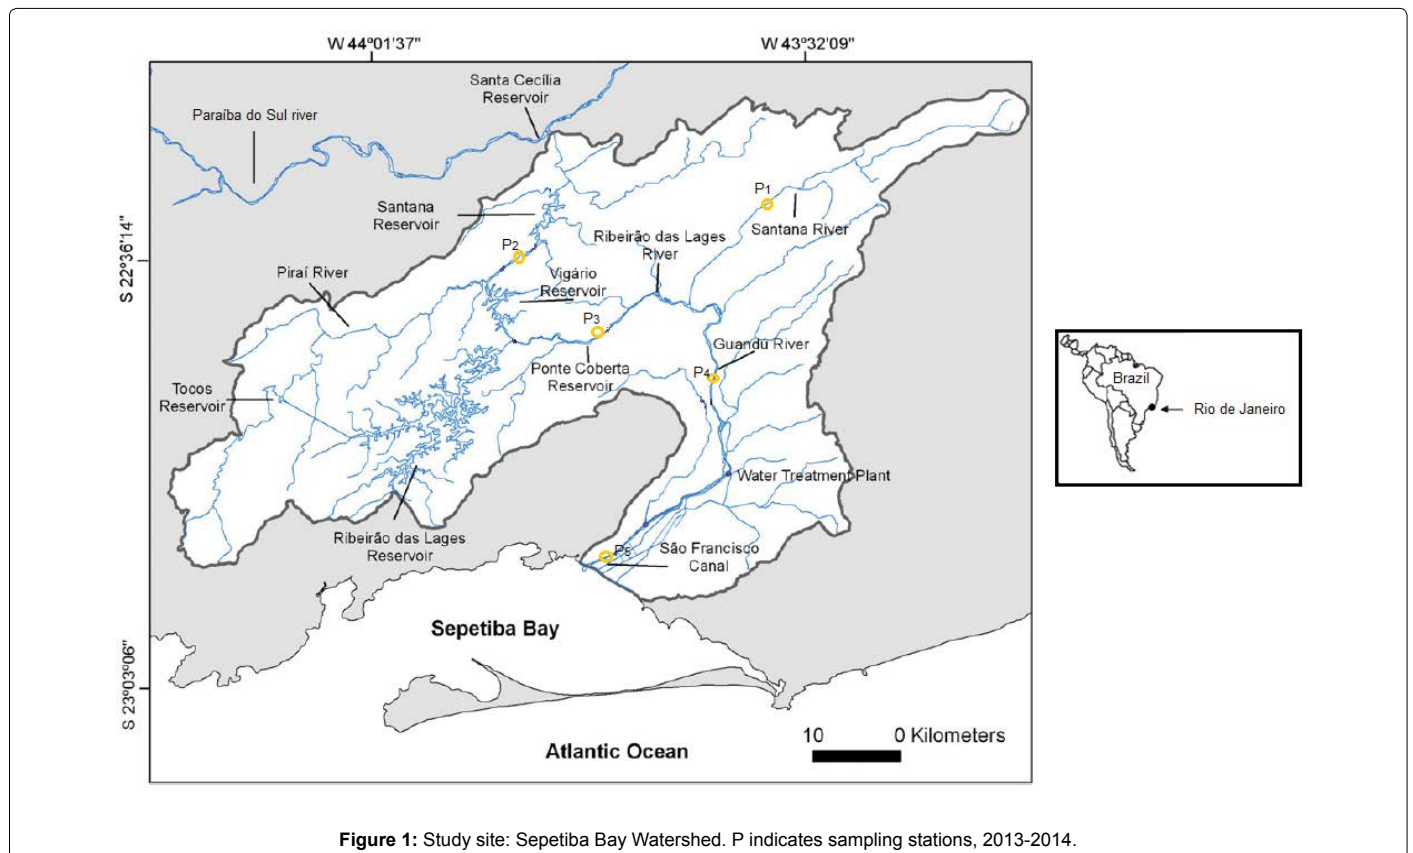 W 44º01'37"
W 43º32'09"
Santa Cecília
Reservoir
Paraíba do Sul river
P1
Santana
Reservoir
Santana River
S 22º36'14"
P2
Ribeirão das Lages
River
Piraí River
Vigário
Reservoir
P3
Guandú River
Ponte Coberta
Reservoir
P4
Tocos
Reservoir
Brazil
Rio de Janeiro
Water Treatment Plant
Ribeirão das Lages
Reservoir
P5
São Francisco
Canal
Sepetiba Bay
S 23º03'06"
10 0 Kilometers
Atlantic Ocean
Figure 1: Study site: Sepetiba Bay Watershed. P indicates sampling stations, 2013-2014.